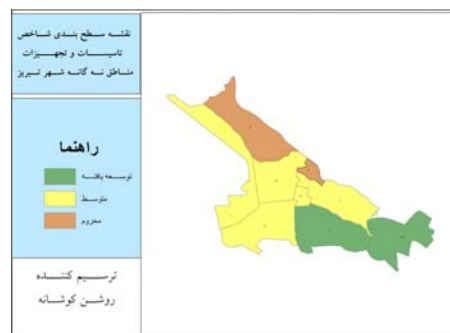 نقشه سطح بندی شاخص
تاسیسات و تجهیزات
مناطق نه گانه شهر تبریز
راهنما
توسعه یافته
متوسط
محروم
ترسیم کننده
روشن کوشانه